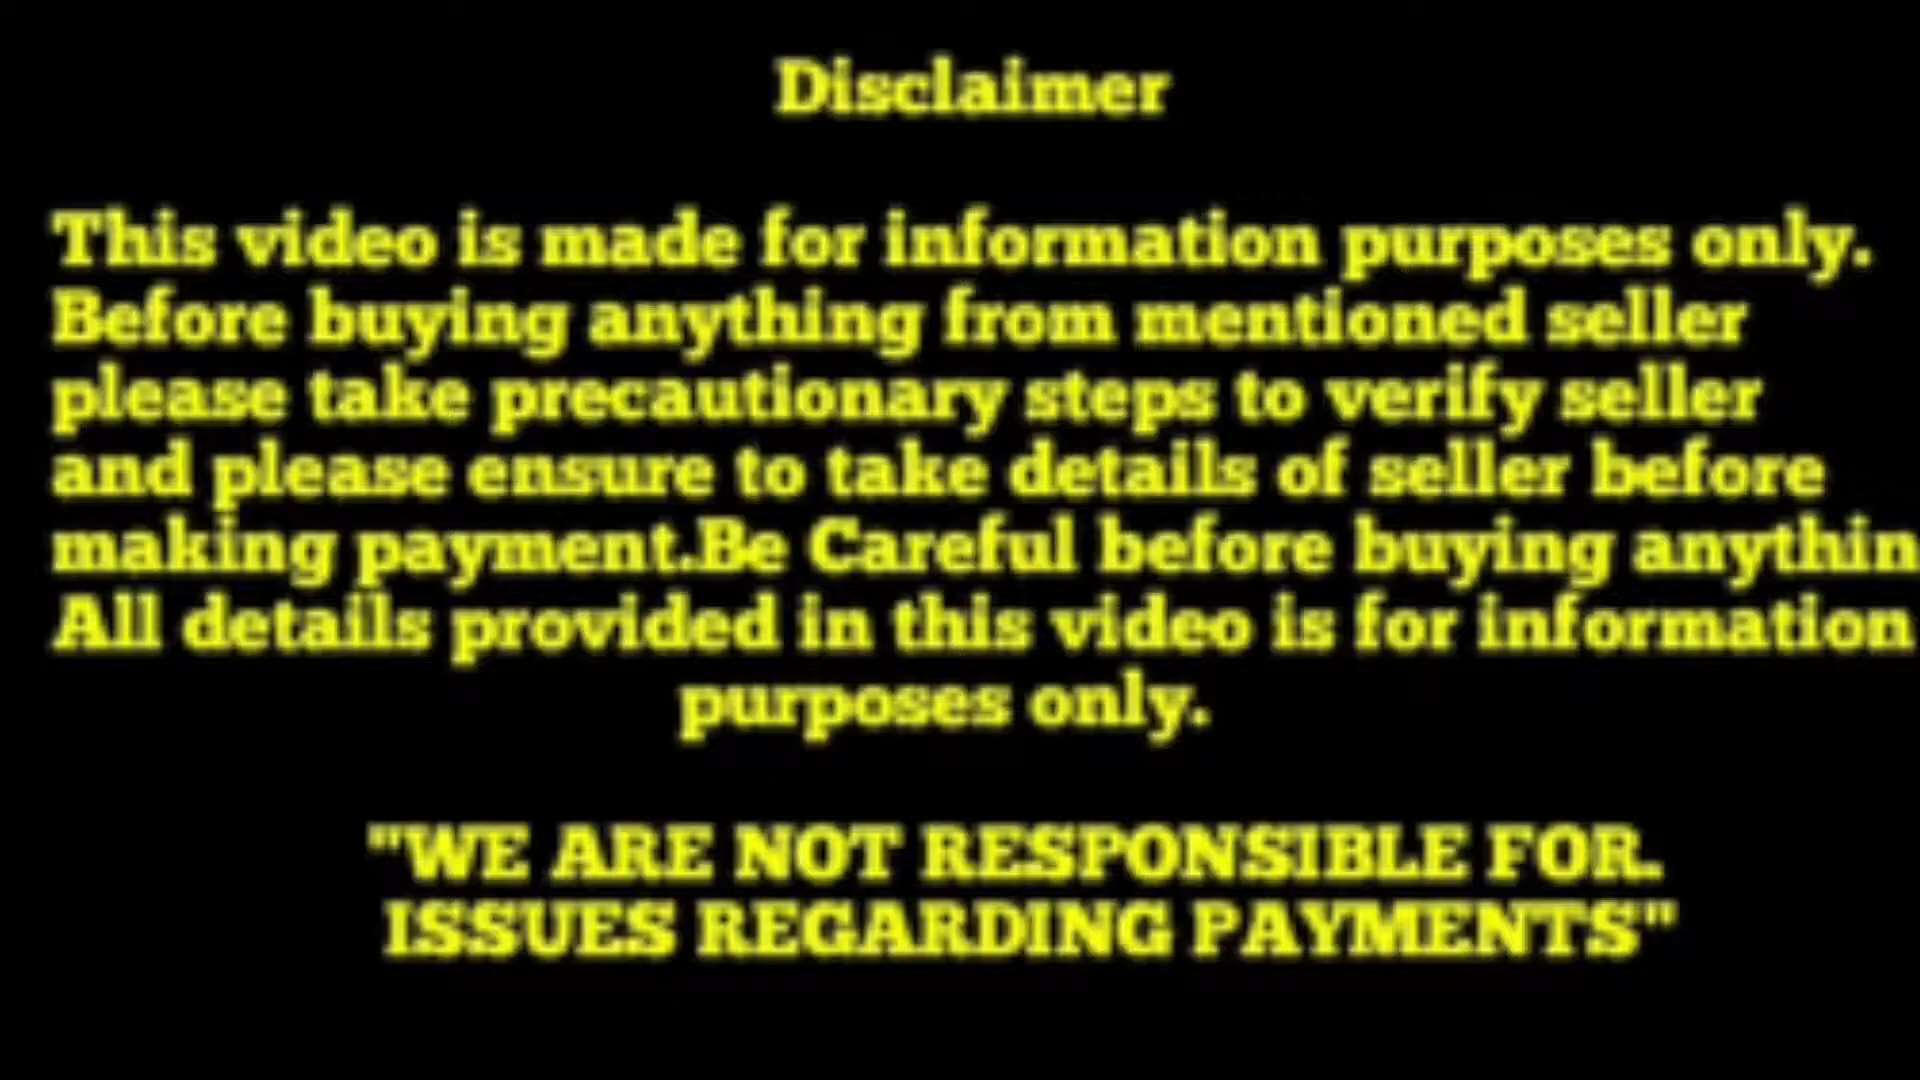 Disclaimer
This video is made for information purposes only.
Before buying anything from mentioned seller
please take precautionary steps to verify seller
and please ensure to take details of seller before
making payment.Be Careful before buying anythin
All details provided in this video is for information
purposes only.
"WE ARE NOT RESPONSIBLE FOR.
ISSUES REGARDING PAYMENTS"